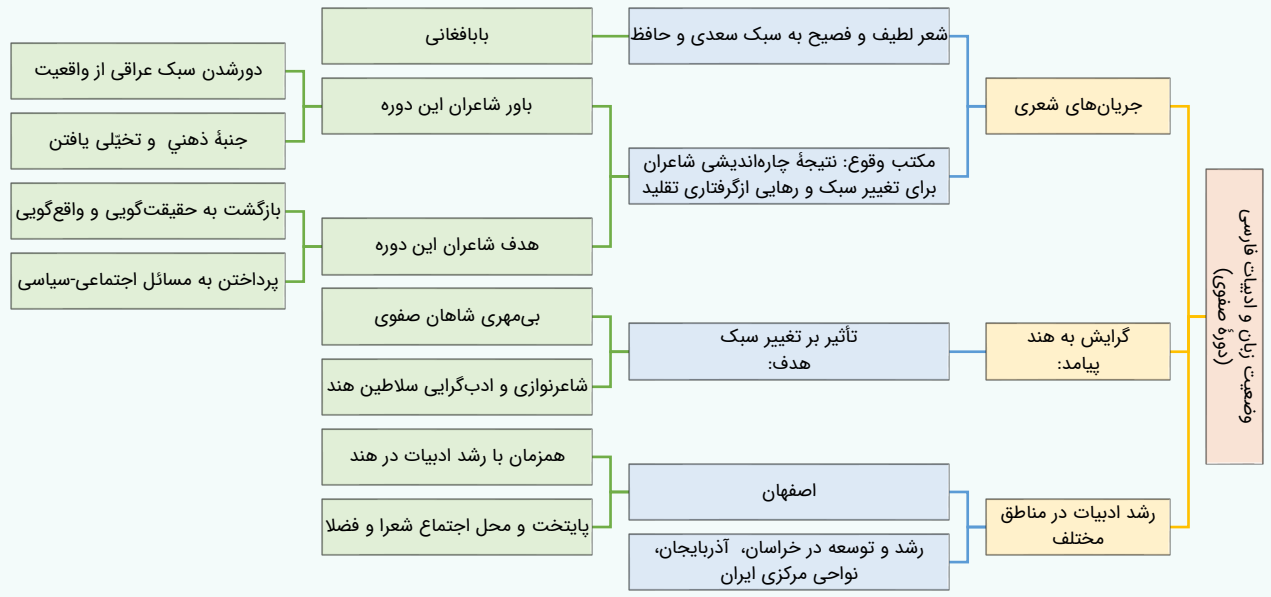 وضعیت زبان و ادبیات فارسی
(دورهٔ صفوی)
جریان‌های شعری
شعر لطیف و فصیح به سبک سعدی و حافظ
بابافغانی
مکتب وقوع: نتیجهٔ چاره‌اندیشی شاعران
برای تغییر سبک و رهایی ازگرفتاری تقلید
باور شاعران این دوره
دورشدن سبک عراقی از واقعیت
جنبهٔ ذهني و تخیّلی یافتن
هدف شاعران این دوره
بازگشت به حقیقت‌گویی و واقع‌گویی
پرداختن به مسائل اجتماعی-سیاسی
گرایش به هند
پیامد:
تأثیر بر تغییر سبک
هدف:
بی‌مهری شاهان صفوی
شاعرنوازی و ادب‌گرایی سلاطین هند
رشد ادبیات در مناطق
مختلف
اصفهان
همزمان با رشد ادبیات در هند
پایتخت و محل اجتماع شعرا و فضلا
رشد و توسعه در خراسان، آذربایجان،
نواحی مرکزی ایران